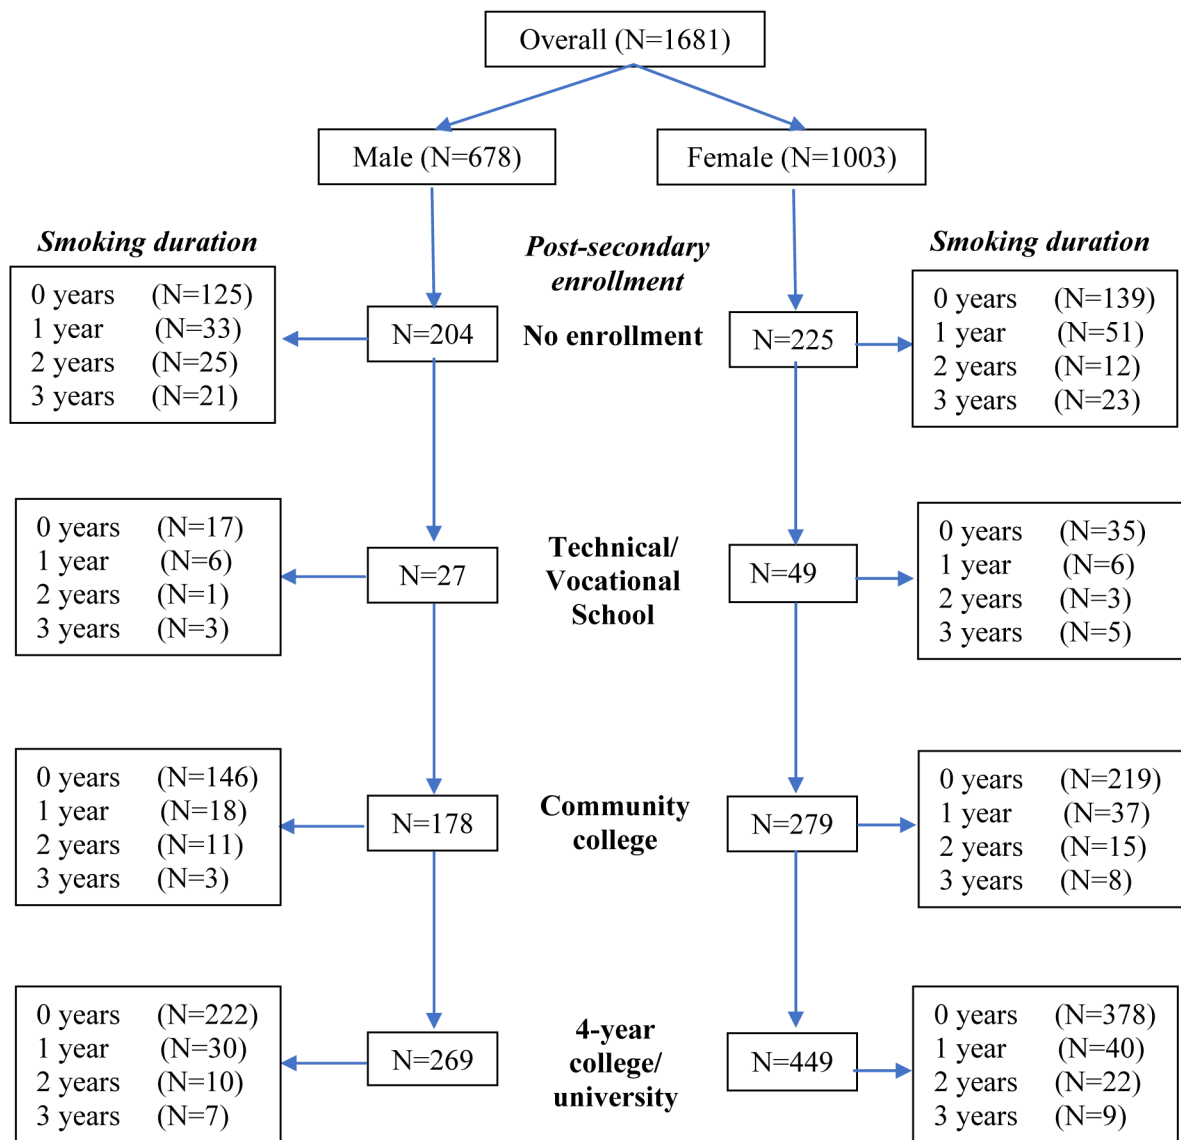 Overall (N=1681)
Male (N=678)
Female (N=1003)
Smoking duration
Post-secondary
enrollment
Smoking duration
0 years (N=125)
1 year (N=33)
2 years (N=25)
3 years (N=21)
N=204
No enrollment
N=225
0 years (N=139)
1 year (N=51)
2 years (N=12)
3 years (N=23)
0 years (N=17)
1 year (N=6)
2 years (N=1)
3 years (N=3)
N=27
Technical/
Vocational
School
N=49
0 years (N=35)
1 year (N=6)
2 years (N=3)
3 years (N=5)
0 years (N=146)
1 year (N=18)
2 years (N=11)
3 years (N=3)
N=178
Community
college
N=279
0 years (N=219)
1 year (N=37)
2 years (N=15)
3 years (N=8)
0 years (N=222)
1 year (N=30)
2 years (N=10)
3 years (N=7)
N=269
4-year
college/
university
N=449
0 years (N=378)
1 year (N=40)
2 years (N=22)
3 years (N=9)